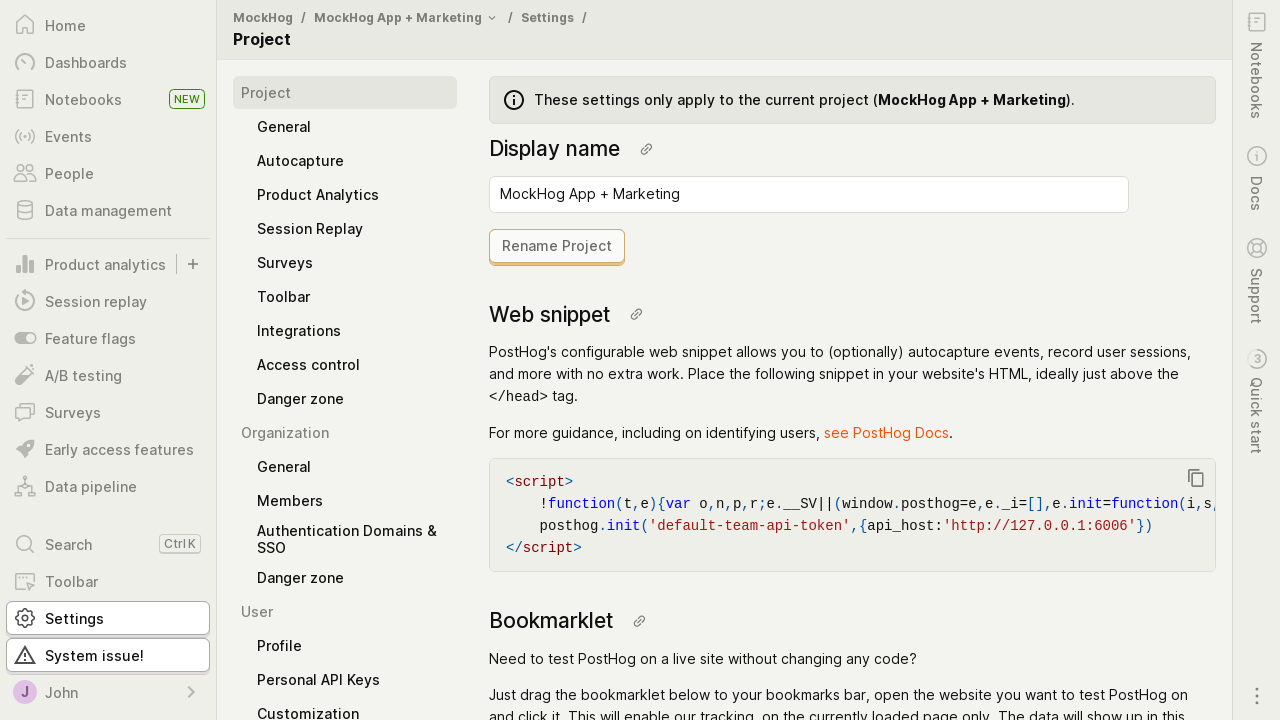 MockHog / MockHog App + Marketing / Settings /
Project
Home
Dashboards
Notebooks NEW
Events
People
Data management
Product analytics
Session replay
Feature flags
A/B testing
Surveys
Early access features
Data pipeline
Search Ctrl K
Toolbar
Settings
System issue!
J John
Project
General
Autocapture
Product Analytics
Session Replay
Surveys
Toolbar
Integrations
Access control
Danger zone
Organization
General
Members
Authentication Domains &
SSO
Danger zone
User
Profile
Personal API Keys
Customization
These settings only apply to the current project (MockHog App + Marketing).
Display name
MockHog App + Marketing
Rename Project
Web snippet
PostHog's configurable web snippet allows you to (optionally) autocapture events, record user sessions,
and more with no extra work. Place the following snippet in your website's HTML, ideally just above the
</head> tag.
For more guidance, including on identifying users, see PostHog Docs.
<script>
!function(t,e){var o,n,p,r;e.__SV||(window.posthog=e,e._i=[],e.init=function(i,s,
posthog.init('default-team-api-token',{api_host:'http://127.0.0.1:6006'})
</script>
Bookmarklet
Need to test PostHog on a live site without changing any code?
Just drag the bookmarklet below to your bookmarks bar, open the website you want to test PostHog on
and click it. This will enable our tracking, on the currently loaded page only. The data will show up in this
Notebooks
Docs
Support
3 Quick start